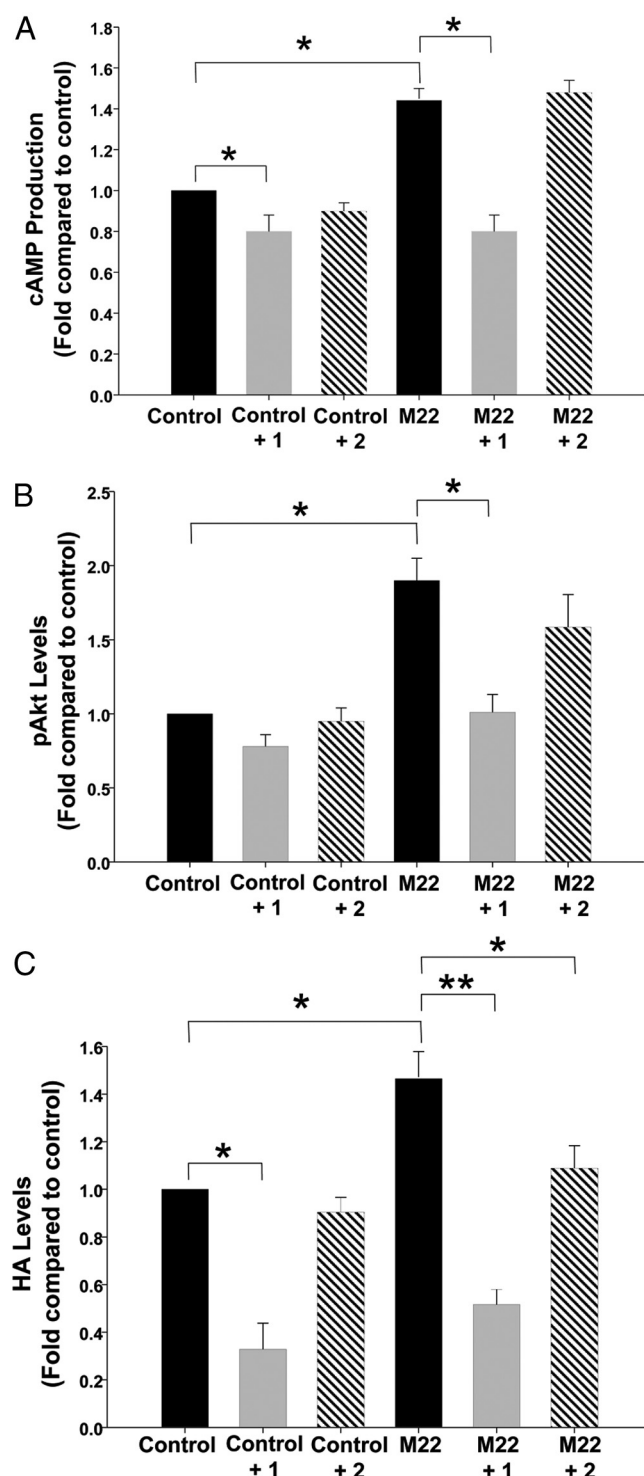 A
cAMP Production
(Fold compared to control)
1.8
1.6
1.4
1.2
1.0
0.8
0.6
0.4
0.2
0.0
*
*
*
Control
Control
+ 1
Control
+ 2
M22
M22
+ 1
M22
+ 2
B
pAkt Levels
(Fold compared to control)
2.5
2.0
1.5
1.0
0.5
0.0
*
*
Control
Control
+ 1
Control
+ 2
M22
M22
+ 1
M22
+ 2
C
HA Levels
(Fold compared to control)
1.6
1.4
1.2
1.0
0.8
0.6
0.4
0.2
0.0
*
**
*
*
Control
Control
+ 1
Control
+ 2
M22
M22
+ 1
M22
+ 2